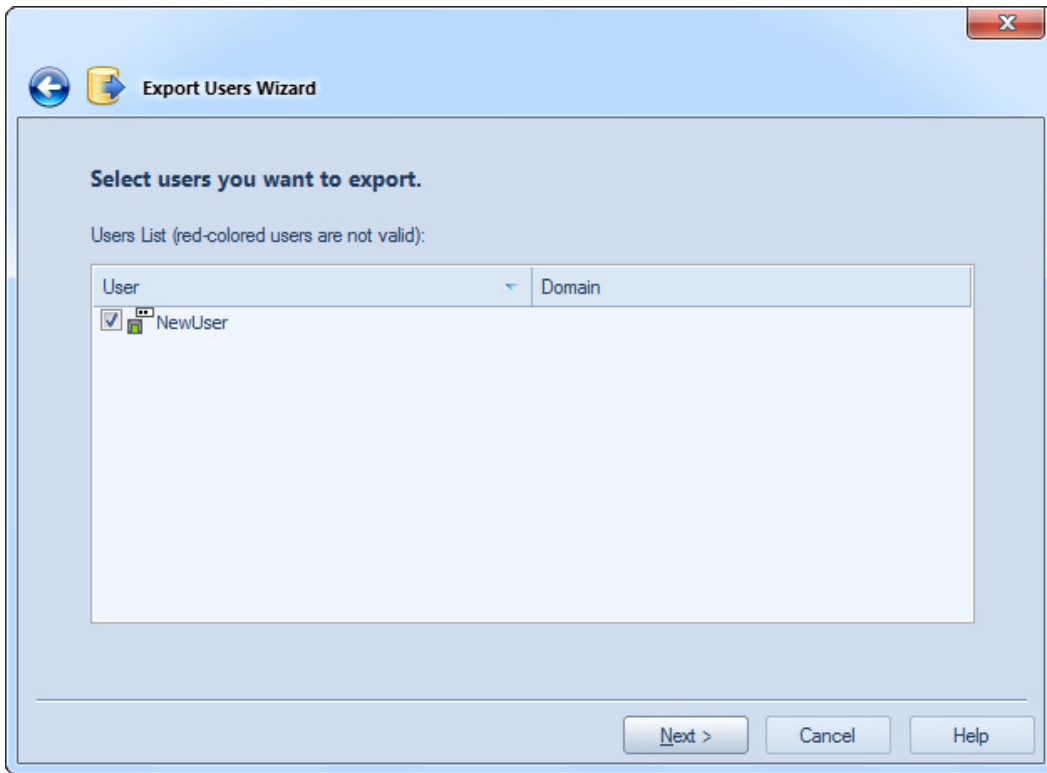 Export Users Wizard
Select users you want to export.
Users List (red-colored users are not valid):
User Domain
NewUser
Next > Cancel Help